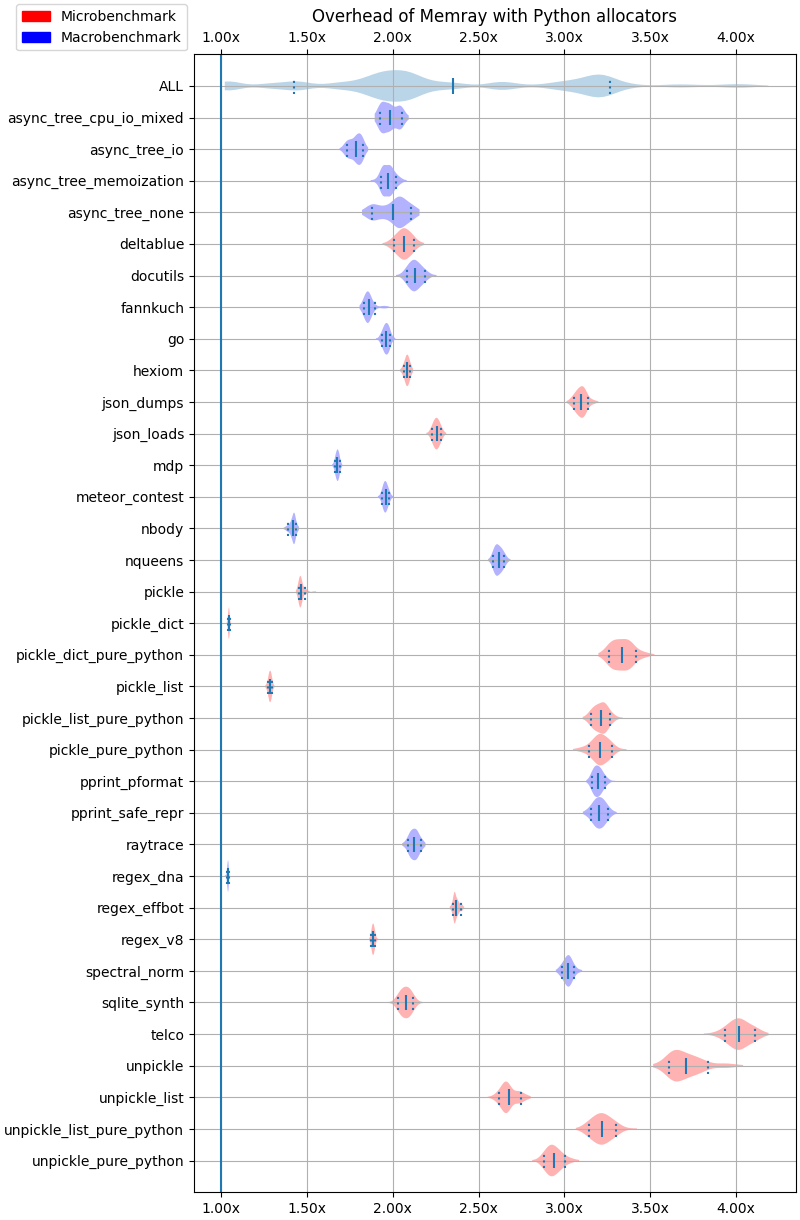 Microbenchmark
Macrobenchmark
Overhead of Memray with Python allocators
1.00x 1.50x 2.00x 2.50x 3.00x 3.50x 4.00x
ALL
async_tree_cpu_io_mixed
async_tree_io
async_tree_memoization
async_tree_none
deltablue
docutils
fannkuch
go
hexiom
json_dumps
json_loads
mdp
meteor_contest
nbody
nqueens
pickle
pickle_dict
pickle_dict_pure_python
pickle_list
pickle_list_pure_python
pickle_pure_python
pprint_pformat
pprint_safe_repr
raytrace
regex_dna
regex_effbot
regex_v8
spectral_norm
sqlite_synth
telco
unpickle
unpickle_list
unpickle_list_pure_python
unpickle_pure_python
1.00x 1.50x 2.00x 2.50x 3.00x 3.50x 4.00x